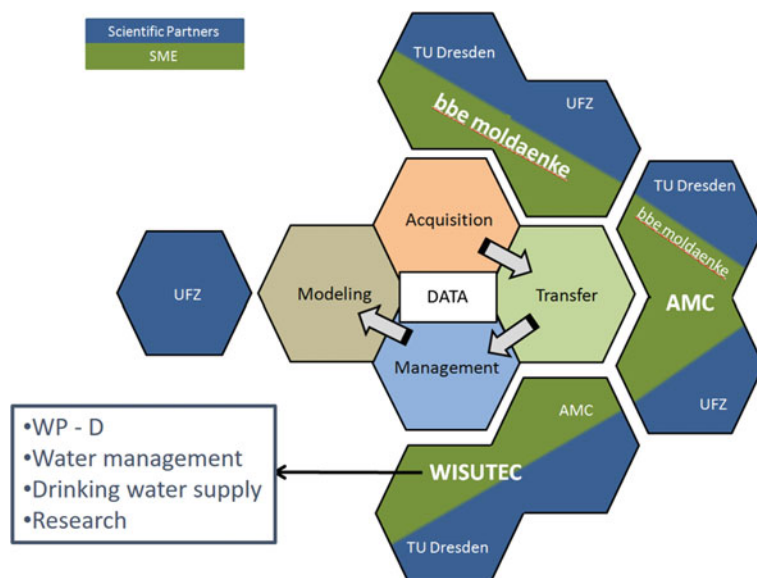 Scientific Partners
SME
TU Dresden
UFZ
bbe moldaenke
TU Dresden
bbe moldaenke
AMC
UFZ
Acquisition
UFZ
Modeling
DATA
Transfer
Management
AMC
WISUTEC
TU Dresden
•WP - D
•Water management
•Drinking water supply
•Research